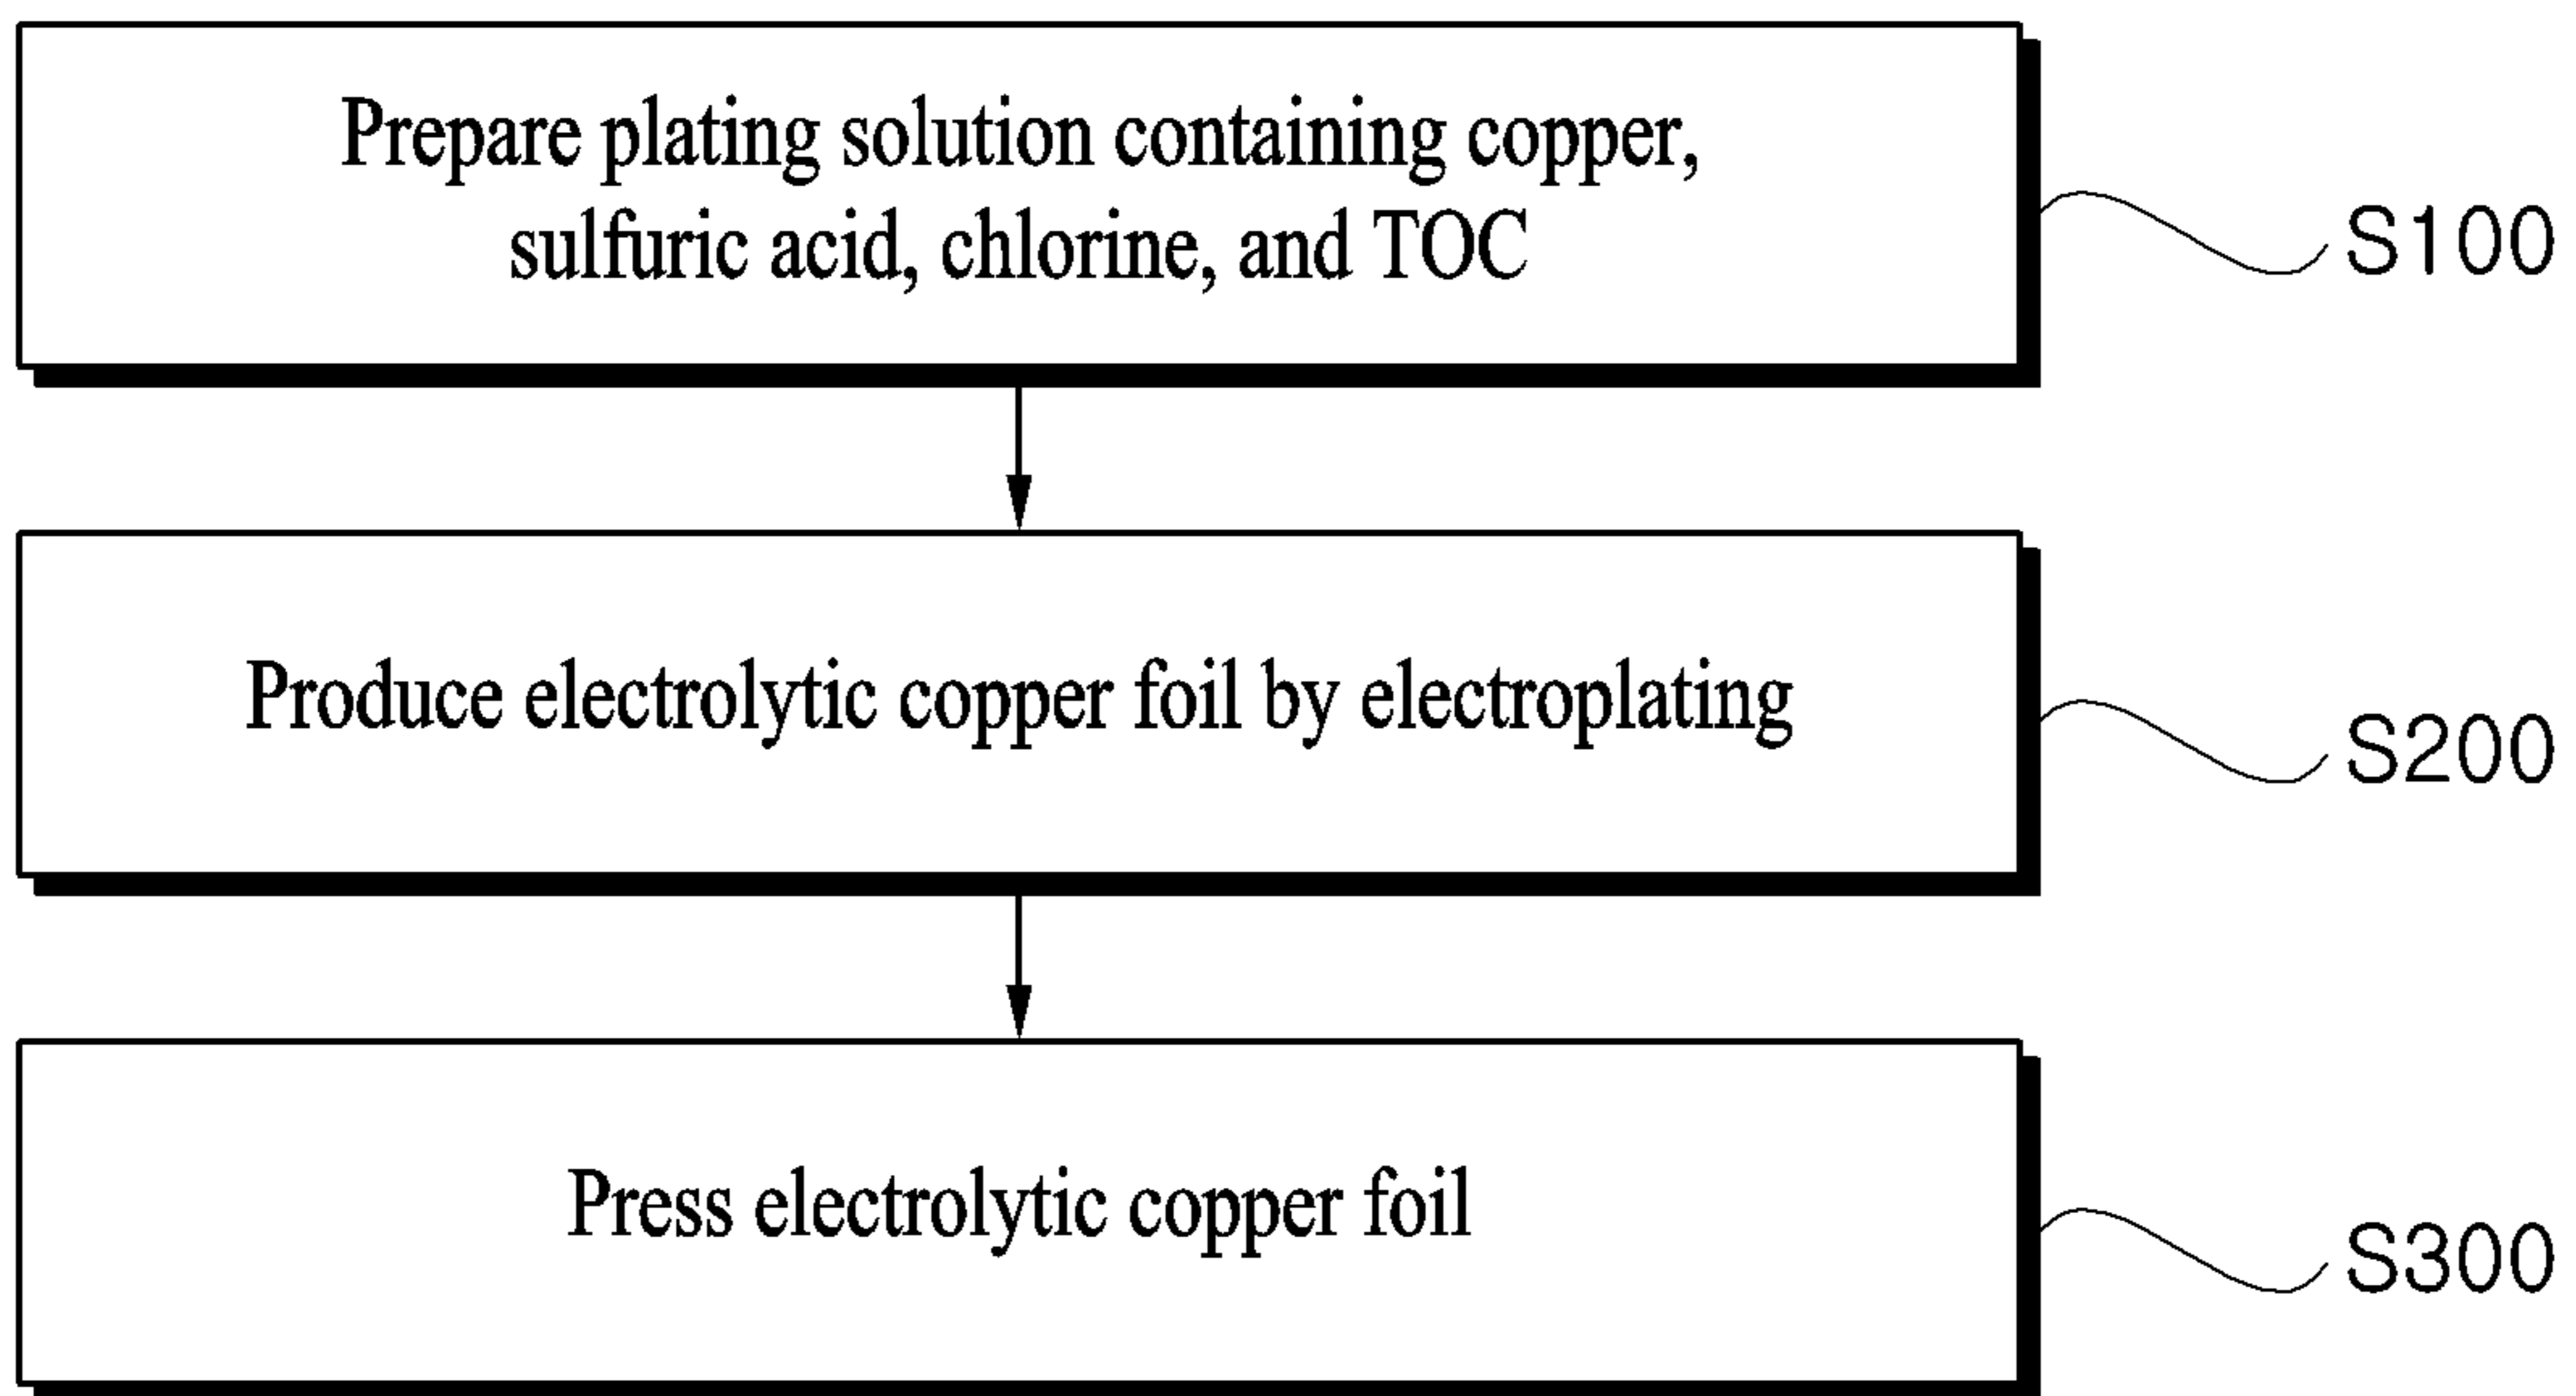 Prepare plating solution containing copper,
sulfuric acid, chlorine, and TOC
S100
Produce electrolytic copper foil by electroplating
S200
Press electrolytic copper foil
S300